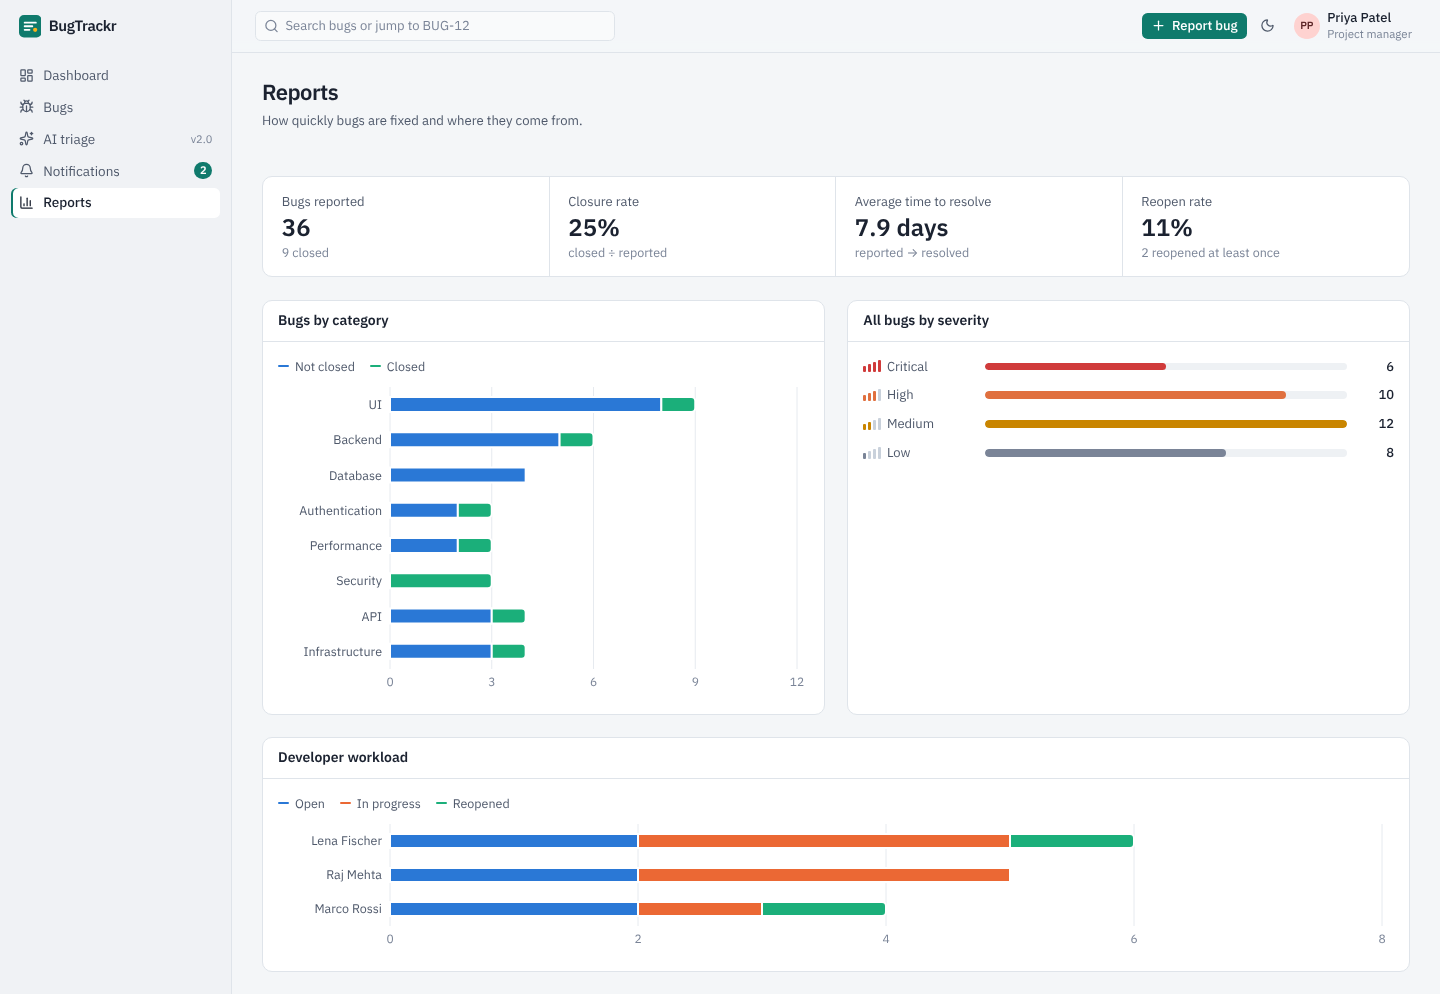 BugTrackr
Search bugs or jump to BUG-12
Report bug
PP
Priya Patel
Project manager
Dashboard
Bugs
AI triage
v2.0
Notifications
2
Reports
Reports
How quickly bugs are fixed and where they come from.
Bugs reported
36
9 closed
Closure rate
25%
closed ÷ reported
Average time to resolve
7.9 days
reported → resolved
Reopen rate
11%
2 reopened at least once
Bugs by category
Not closed
Closed
UI
Backend
Database
Authentication
Performance
Security
API
Infrastructure
0 3 6 9 12
All bugs by severity
Critical 6
High 10
Medium 12
Low 8
Developer workload
Open
In progress
Reopened
Lena Fischer
Raj Mehta
Marco Rossi
0 2 4 6 8